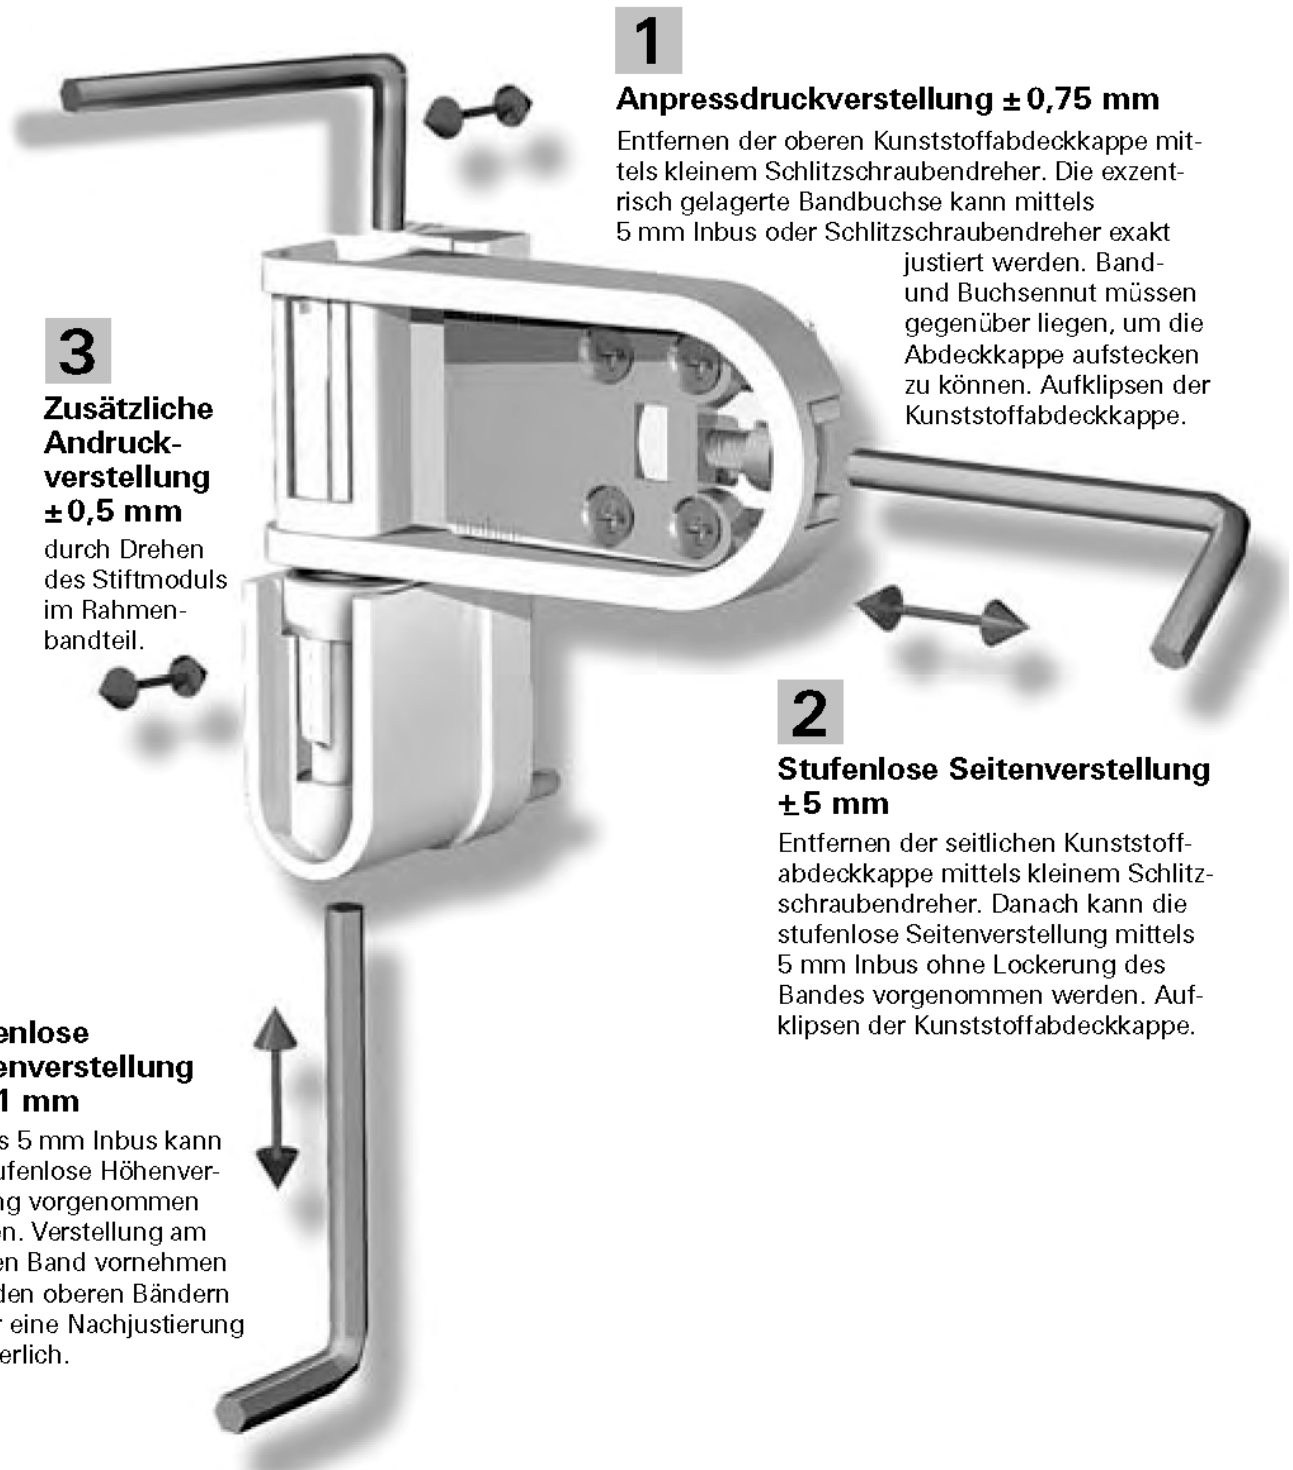 1
Anpressdruckverstellung ± 0,75 mm
Entfernen der oberen Kunststoffabdeckkappe mit-
tels kleinem Schlitzschraubendreher. Die exzent-
risch gelagerte Bandbuchse kann mittels
5 mm Inbus oder Schlitzschraubendreher exakt
justiert werden. Band-
und Buchsennut müssen
gegenüber liegen, um die
Abdeckkappe aufstecken
zu können. Aufklipsen der
Kunststoffabdeckkappe.
3
Zusätzliche
Andruck-
verstellung
± 0,5 mm
durch Drehen
des Stiftmoduls
im Rahmen-
bandteil.
2
Stufenlose Seitenverstellung
± 5 mm
Entfernen der seitlichen Kunststoff-
abdeckkappe mittels kleinem Schlitz-
schraubendreher. Danach kann die
stufenlose Seitenverstellung mittels
5 mm Inbus ohne Lockerung des
Bandes vorgenommen werden. Auf-
klipsen der Kunststoffabdeckkappe.
enlose
enverstellung
1 mm
s 5 mm Inbus kann
ufenlose Höhenver-
ng vorgenommen
en. Verstellung am
en Band vornehmen
den oberen Bändern
r eine Nachjustierung
erlich.